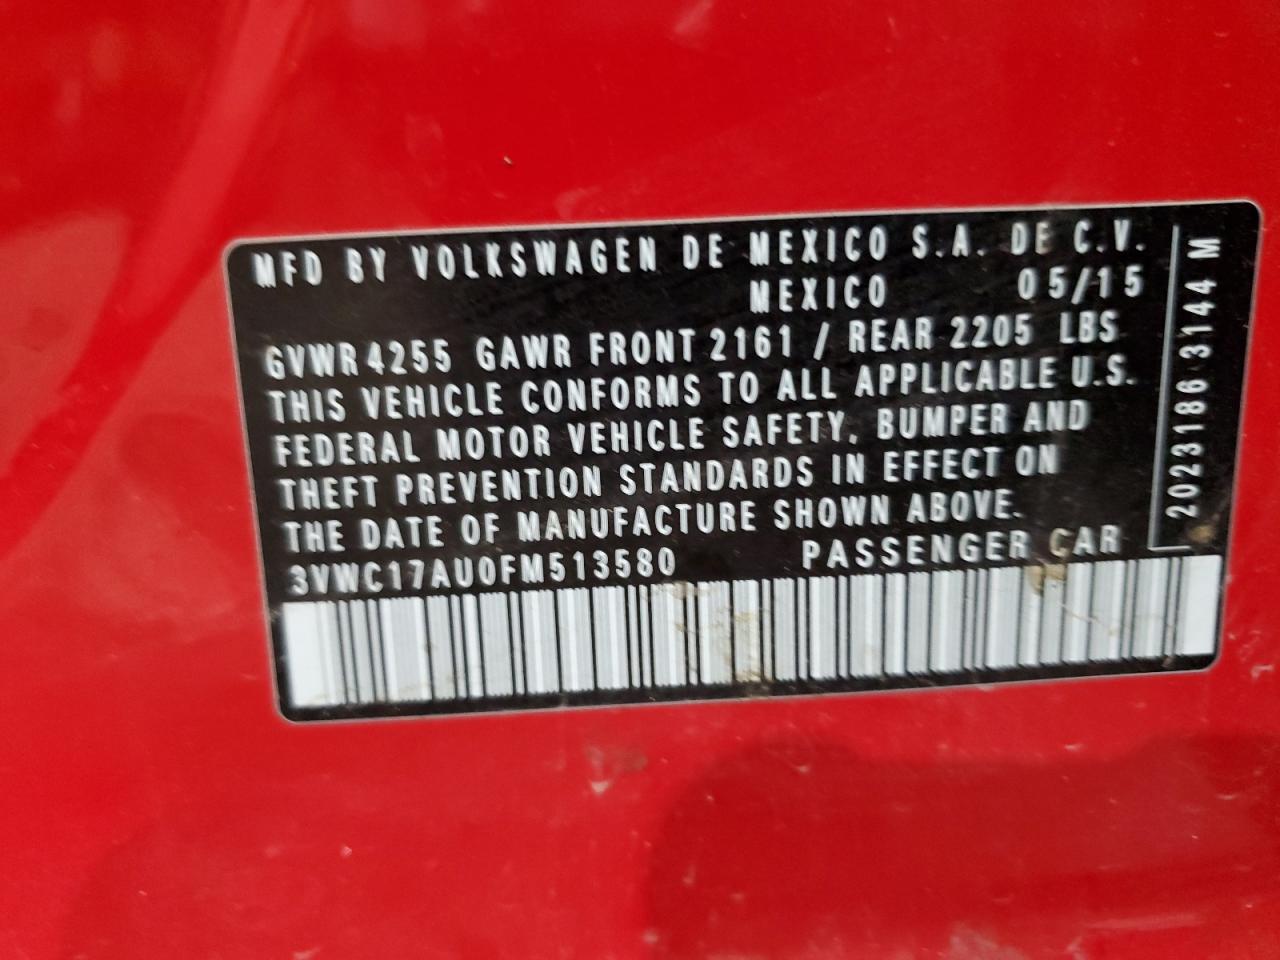 MFD BY VOLKSWAGEN DE MEXICO S.A. DE C.V.
MEXICO 05/15
GVWR 4255 GAWR FRONT 2161 / REAR 2205 LBS
THIS VEHICLE CONFORMS TO ALL APPLICABLE U.S.
FEDERAL MOTOR VEHICLE SAFETY, BUMPER AND
THEFT PREVENTION STANDARDS IN EFFECT ON
THE DATE OF MANUFACTURE SHOWN ABOVE.
3VWC17AU0FM513580 PASSENGER CAR
2023186 3144 M